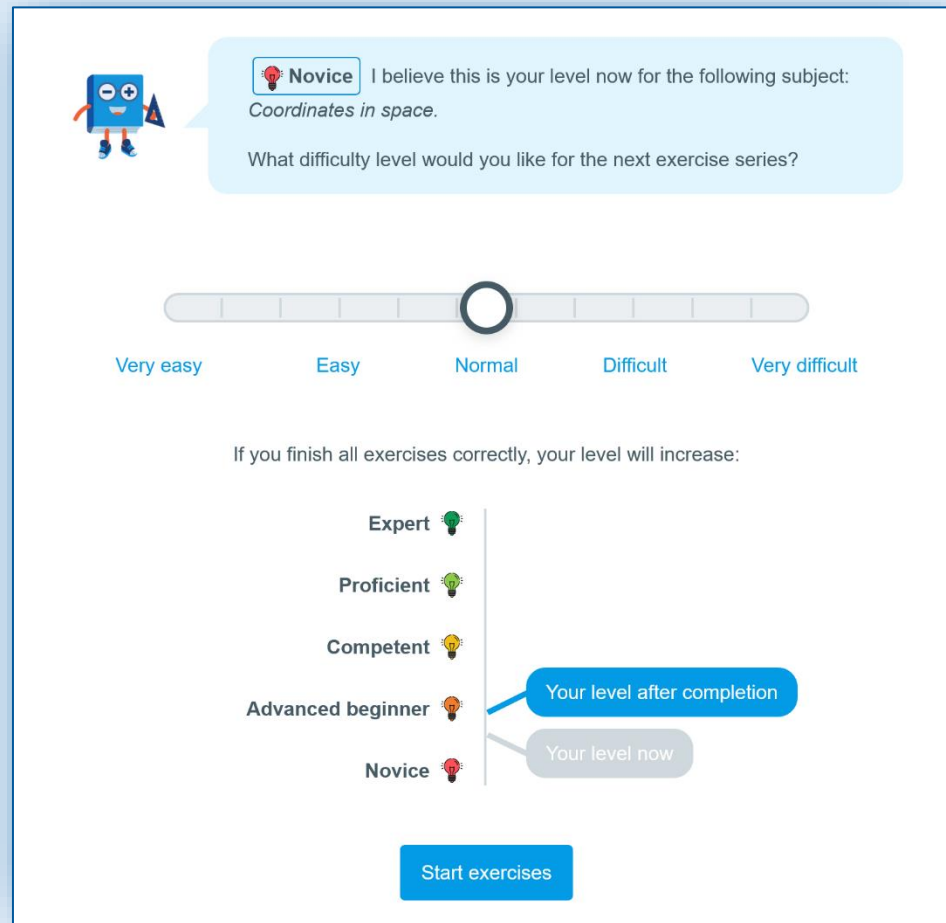 Novice I believe this is your level now for the following subject:
Coordinates in space.
What difficulty level would you like for the next exercise series?
Very easy Easy Normal Difficult Very difficult
If you finish all exercises correctly, your level will increase:
Expert
Proficient
Competent
Your level after completion
Advanced beginner
Your level now
Novice
Start exercises